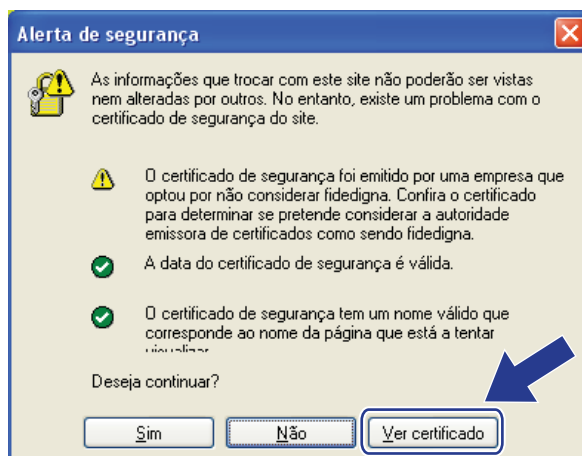 Alerta de segurança
As informações que trocar com este site não poderão ser vistas
nem alteradas por outros. No entanto, existe um problema com o
certificado de segurança do site.
O certificado de segurança foi emitido por uma empresa que
optou por não considerar fidedigna. Confira o certificado
para determinar se pretende considerar a autoridade
emissora de certificados como sendo fidedigna.
A data do certificado de segurança é válida.
O certificado de segurança tem um nome válido que
corresponde ao nome da página que está a tentar
visualizar.
Deseja continuar?
Sim Não Ver certificado